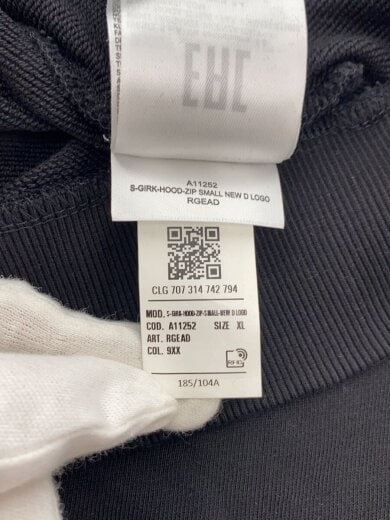 EAC
A11252
S-GIRK-HOOD-ZIP SMALL NEW D LOGO
RGEAD
CLG 707 314 742 794
MOD. S-GIRK-HOOD-ZIP-SMALL-NEW D LOGO
COD. A11252 SIZE XL
ART. RGEAD
COL. 9XX
RFID
185/104A